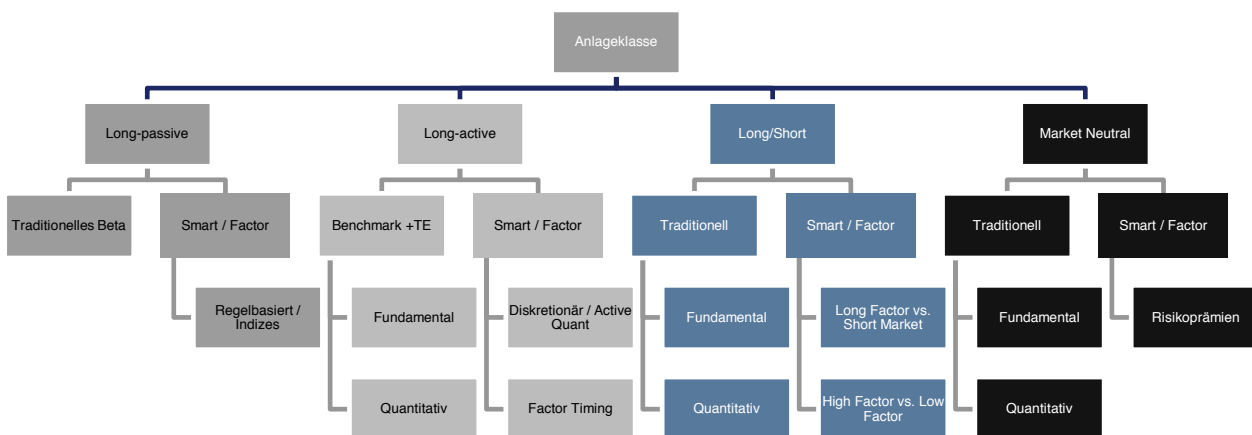 Anlageklasse
Long-passive
Long-active
Long/Short
Market Neutral
Traditionelles Beta
Smart / Factor
Benchmark +TE
Smart / Factor
Traditionell
Smart / Factor
Traditionell
Smart / Factor
Regelbasiert /
Indizes
Fundamental
Diskretionär / Active
Quant
Fundamental
Long Factor vs.
Short Market
Fundamental
Risikoprämien
Quantitativ
Factor Timing
Quantitativ
High Factor vs. Low
Factor
Quantitativ